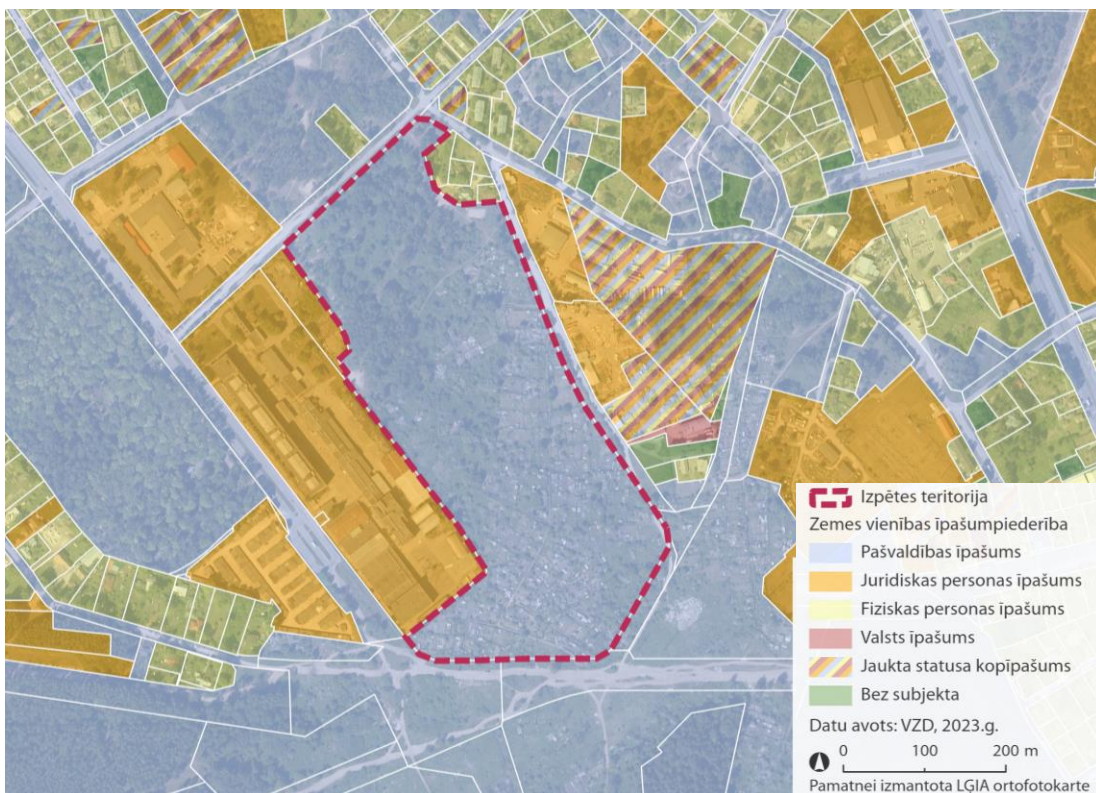 Izpētes teritorija
Zemes vienības īpašumpiederība
Pašvaldības īpašums
Juridiskas personas īpašums
Fiziskas personas īpašums
Valsts īpašums
Jaukta statusa kopīpašums
Bez subjekta
Datu avots: VZD, 2023.g.
0 100 200 m
Pamatnei izmantota LĢIA ortofotokarte